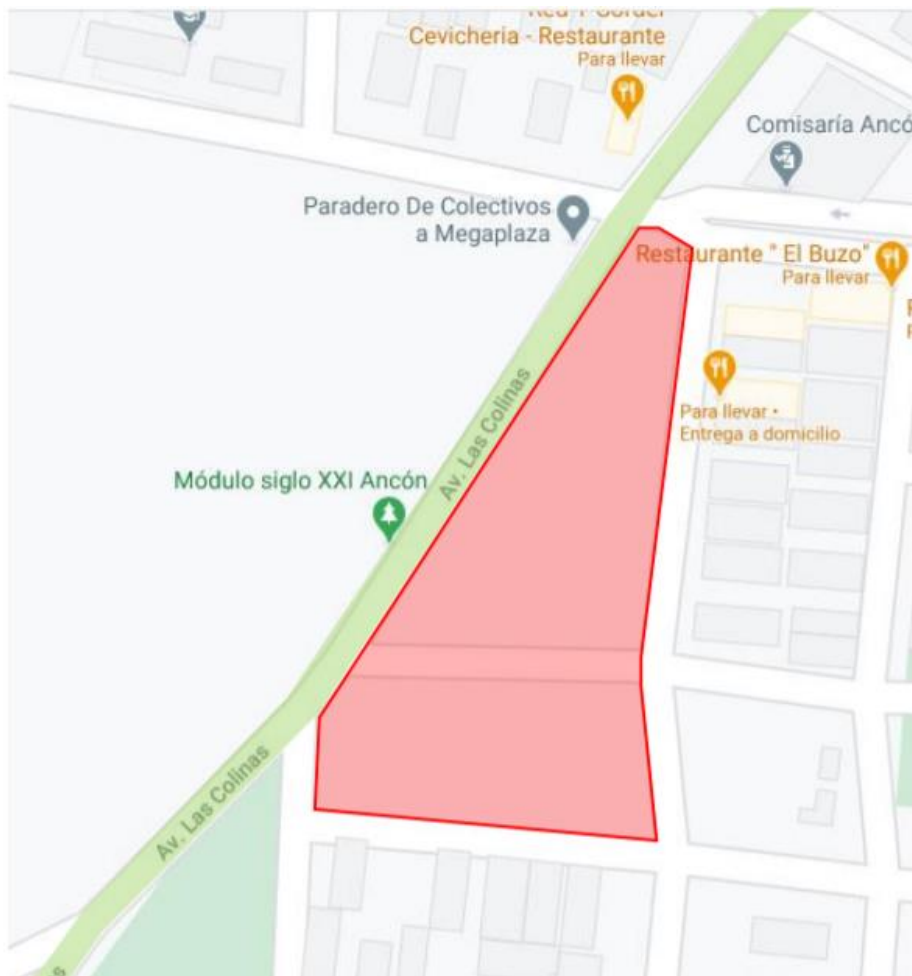 Cevicheria - Restaurante
Para llevar
Comisaría Ancó
Paradero De Colectivos
a Megaplaza
Restaurante " El Buzo"
Para llevar
Para llevar •
Entrega a domicilio
Av. Las Colinas
Módulo siglo XXI Ancón
Av. Las Colinas